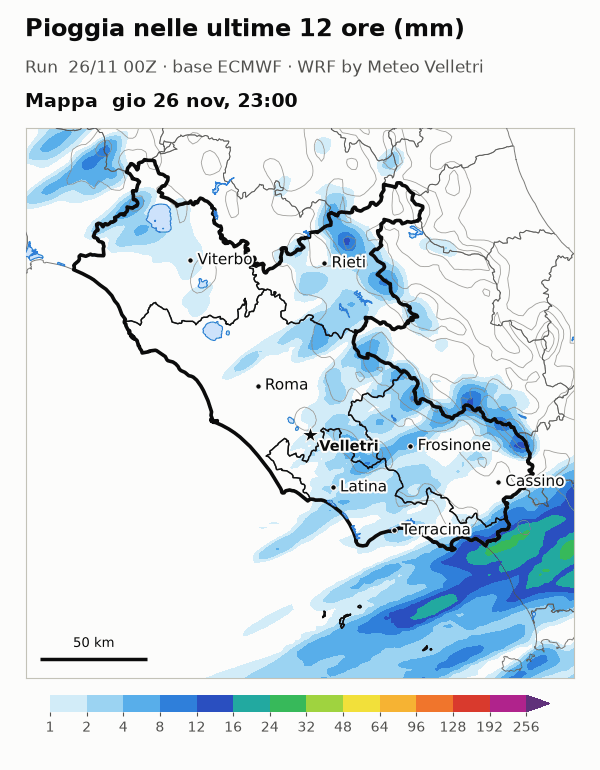 Pioggia nelle ultime 12 ore (mm)
Run  26/11 00Z · base ECMWF · WRF by Meteo Velletri
Mappa  gio 26 nov, 23:00
Viterbo
Rieti
Roma
Velletri
Frosinone
Cassino
Latina
Terracina
50 km
1 2 4 8 12 16 24 32 48 64 96 128 192 256